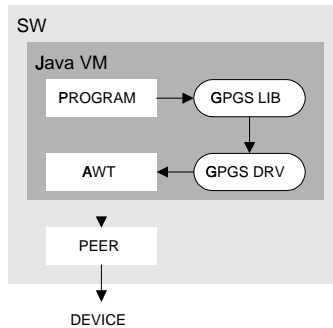 SW
Java VM
PROGRAM
GPGS LIB
AWT
GPGS DRV
PEER
DEVICE